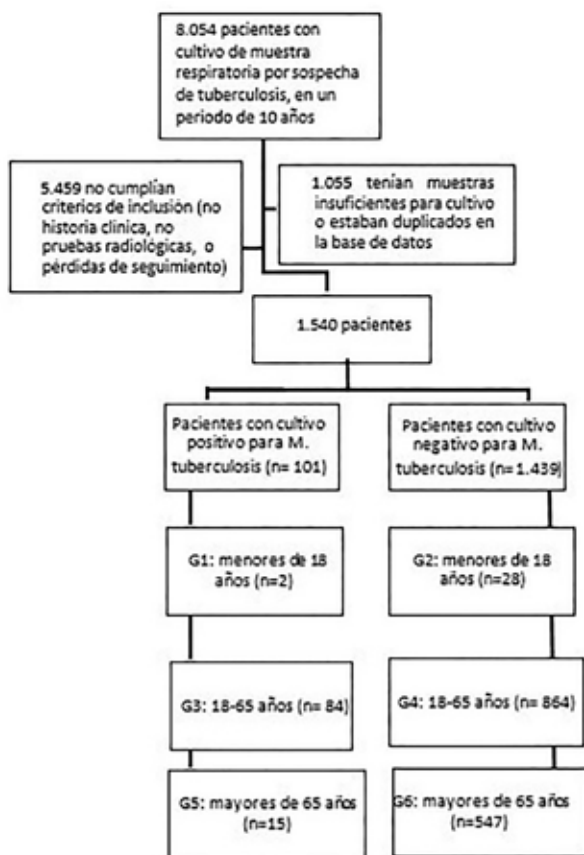 8.054 pacientes con
cultivo de muestra
respiratoria por sospecha
de tuberculosis, en un
periodo de 10 años
5.459 no cumplían
criterios de inclusión (no
historia clínica, no
pruebas radiológicas, o
pérdidas de seguimiento)
1.055 tenían muestras
insuficientes para cultivo
o estaban duplicados en
la base de datos
1.540 pacientes
Pacientes con cultivo
positivo para M.
tuberculosis (n= 101)
Pacientes con cultivo
negativo para M.
tuberculosis (n=1.439)
G1: menores de 18
años (n=2)
G2: menores de 18
años (n=28)
G3: 18-65 años (n= 84)
G4: 18-65 años (n= 864)
G5: mayores de 65 años
(n=15)
G6: mayores de 65 años
(n=547)